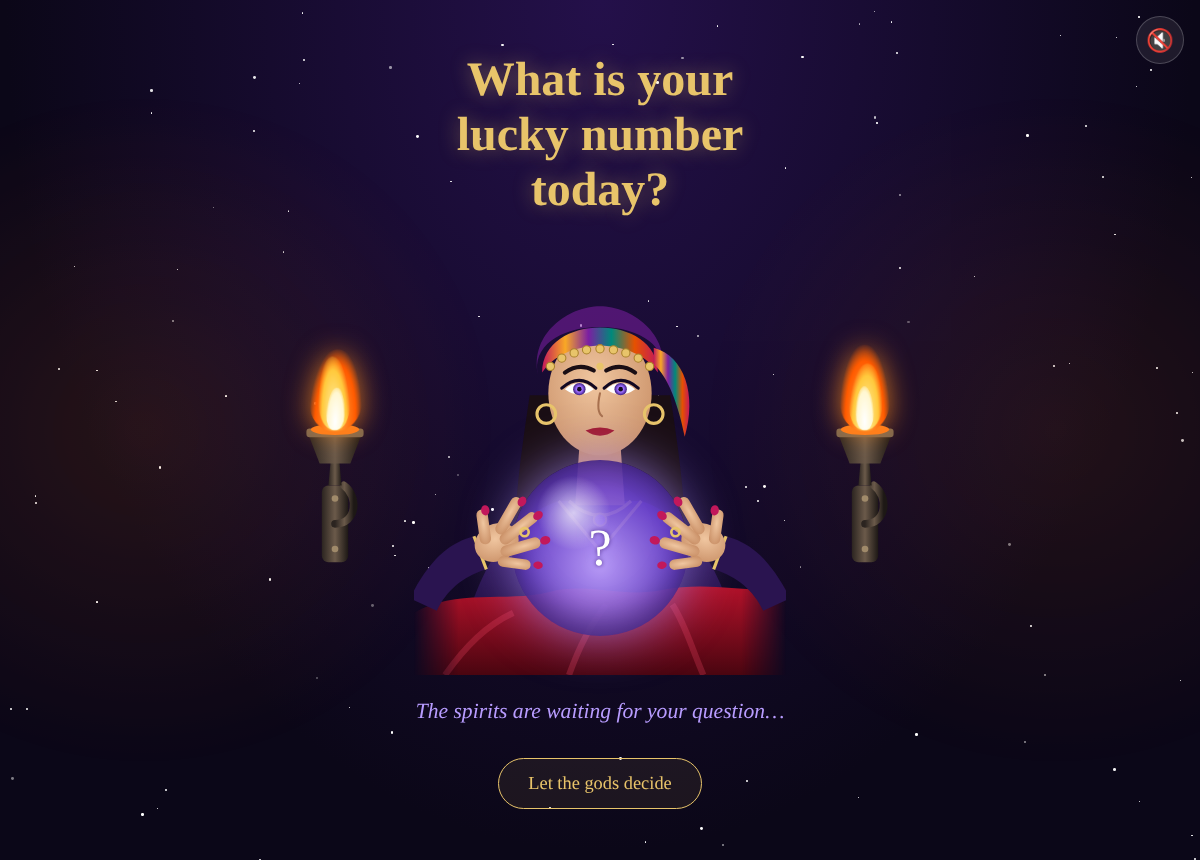 What is your
lucky number
today?
?
The spirits are waiting for your question…
Let the gods decide